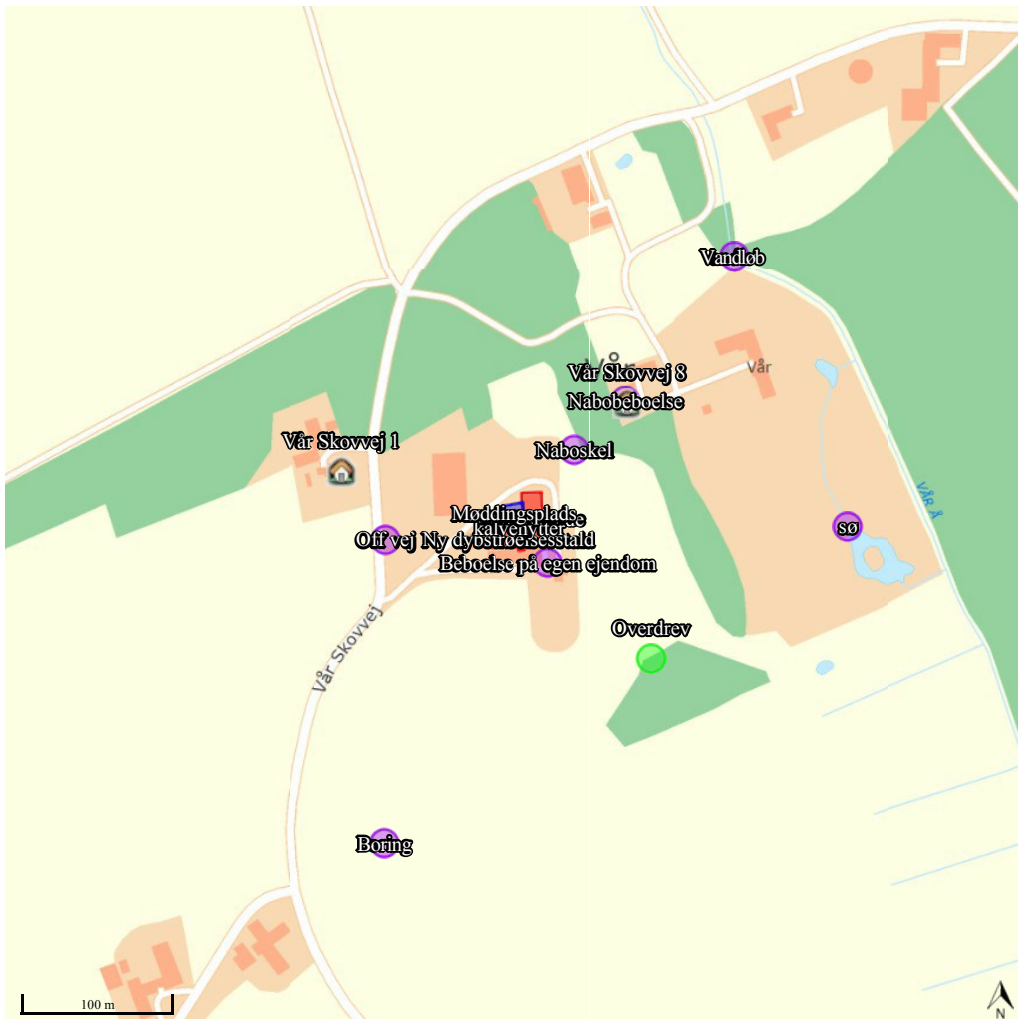 Vandløb
Vår
Vår
Vår Skovvej 8
Nabobeboelse
Vår Skovvej 1
Naboskel
VÅR Å
Møddingsplads
kalvehytter
sø
Off vej
Ny dybstrøelsesstald
Beboelse på egen ejendom
Overdrev
Vår Skovvej
Boring
100 m
N